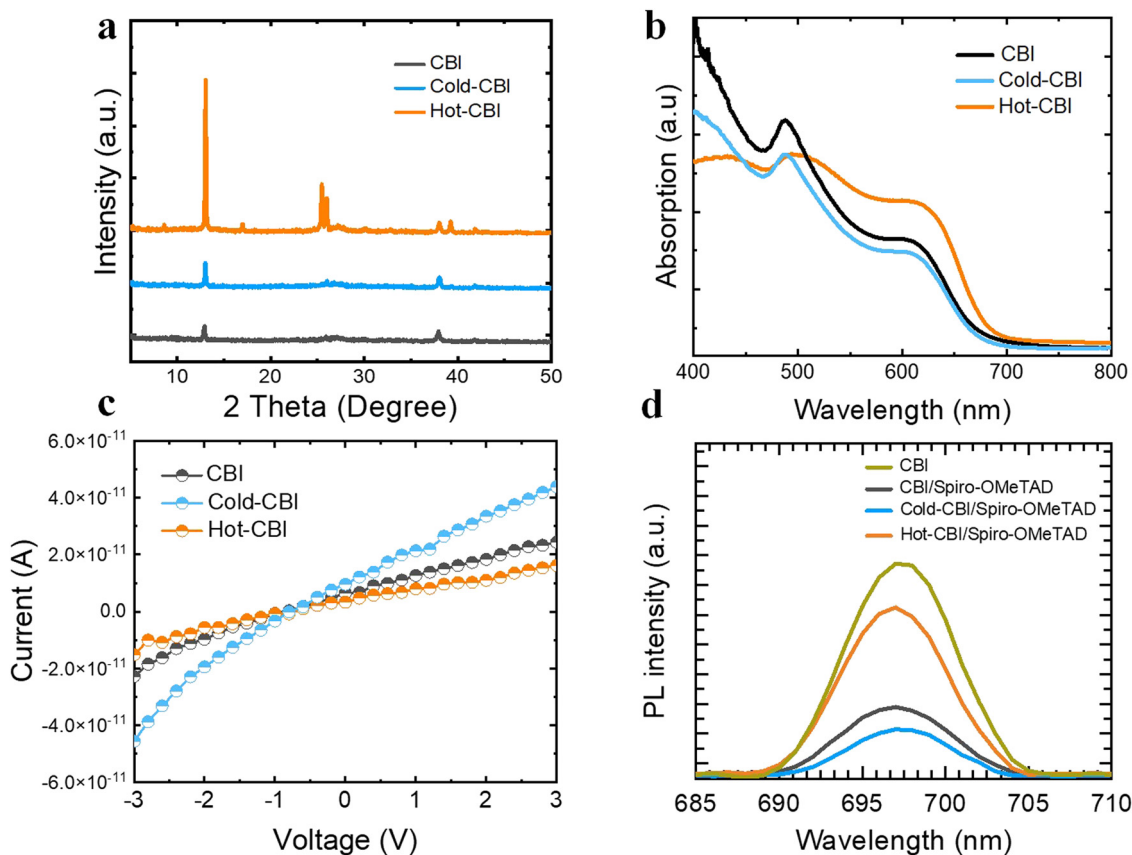 a
CBI
Cold-CBI
Hot-CBI
Intensity (a.u.)
10 20 30 40 50
2 Theta (Degree)
b
CBI
Cold-CBI
Hot-CBI
Absorption (a.u)
400 500 600 700 800
Wavelength (nm)
c
6.0×10⁻¹¹
4.0×10⁻¹¹
2.0×10⁻¹¹
0.0
-2.0×10⁻¹¹
-4.0×10⁻¹¹
-6.0×10⁻¹¹
CBI
Cold-CBI
Hot-CBI
Current (A)
-3 -2 -1 0 1 2 3
Voltage (V)
d
CBI
CBI/Spiro-OMeTAD
Cold-CBI/Spiro-OMeTAD
Hot-CBI/Spiro-OMeTAD
PL intensity (a.u.)
685 690 695 700 705 710
Wavelength (nm)